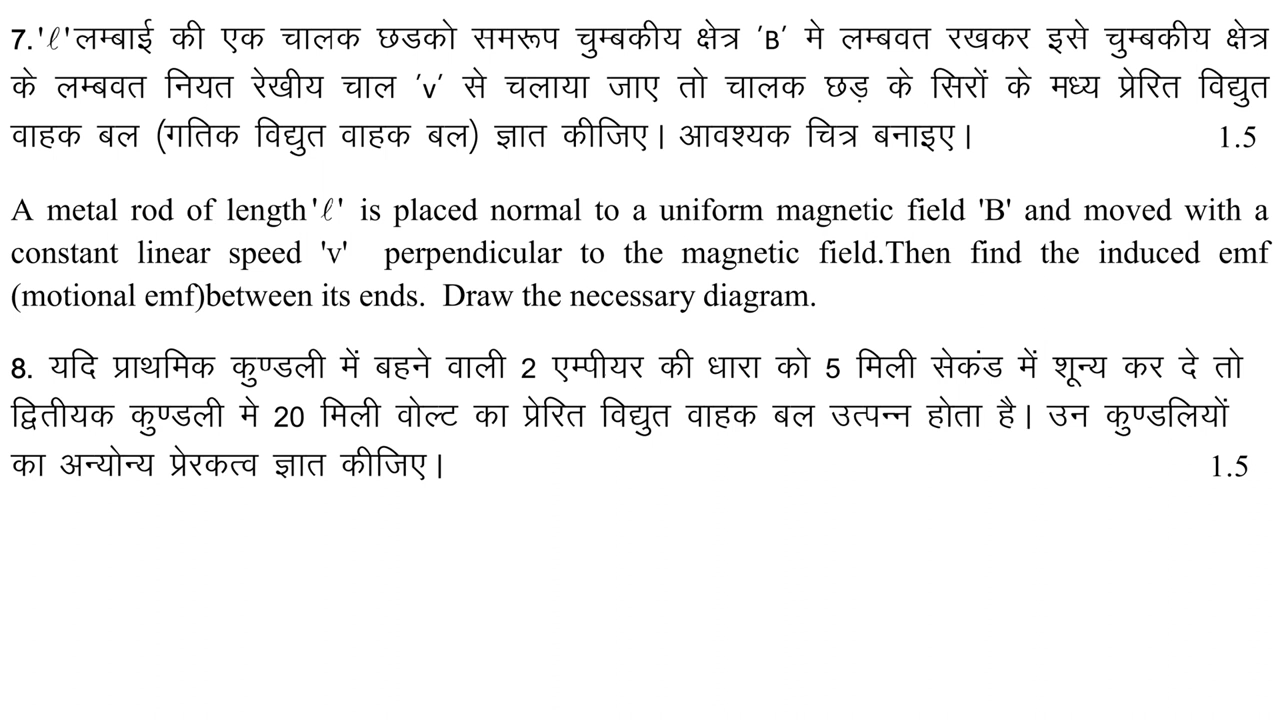 7.'ℓ'लम्बाई की एक चालक छडको समरूप चुम्बकीय क्षेत्र 'B' मे लम्बवत रखकर इसे चुम्बकीय क्षेत्र
के लम्बवत नियत रेखीय चाल 'v' से चलाया जाए तो चालक छड़ के सिरों के मध्य प्रेरित विद्युत
वाहक बल (गतिक विद्युत वाहक बल) ज्ञात कीजिए। आवश्यक चित्र बनाइए। 1.5
A metal rod of length'ℓ' is placed normal to a uniform magnetic field 'B' and moved with a
constant linear speed 'v' perpendicular to the magnetic field.Then find the induced emf
(motional emf)between its ends. Draw the necessary diagram.
8. यदि प्राथमिक कुण्डली में बहने वाली 2 एम्पीयर की धारा को 5 मिली सेकंड में शून्य कर दे तो
द्वितीयक कुण्डली मे 20 मिली वोल्ट का प्रेरित विद्युत वाहक बल उत्पन्न होता है। उन कुण्डलियों
का अन्योन्य प्रेरकत्व ज्ञात कीजिए। 1.5